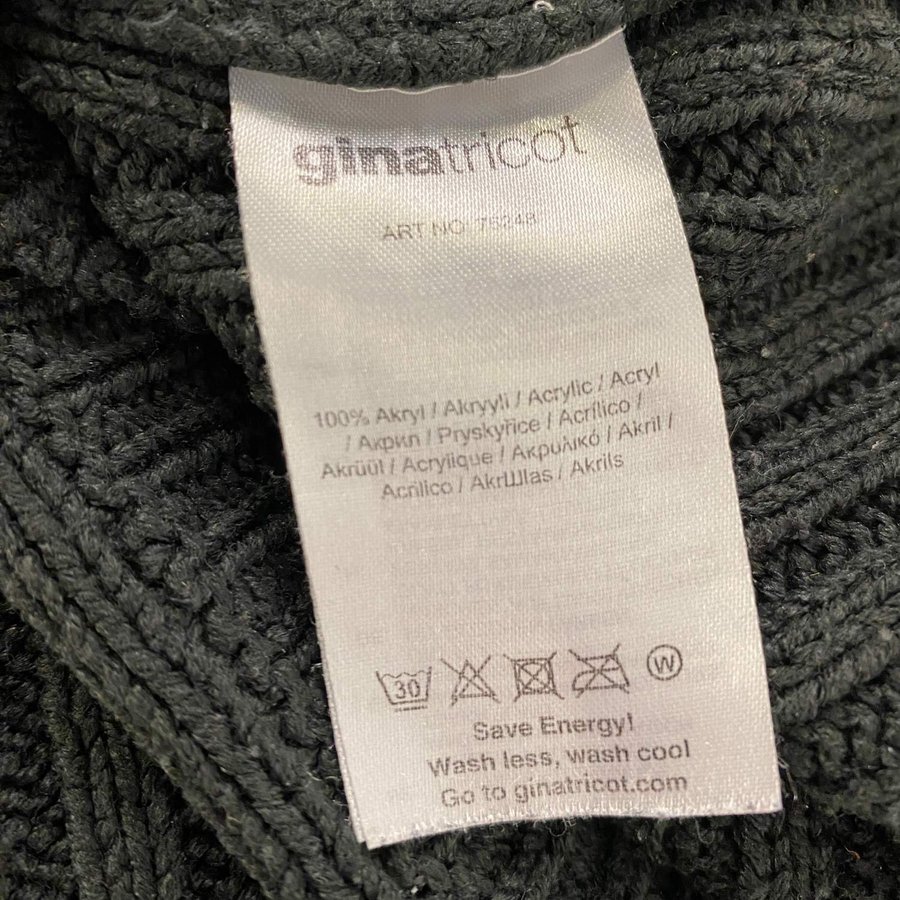 ginatricot
ART NO: 75248
100% Akryl / Akryyli / Acrylic / Acryl
/ Акрил / Pryskyřice / Acrílico /
Akrüül / Acrylique / Ακρυλικό / Akril /
Acrilico / AkrШlas / Akrils
30 W
Save Energy!
Wash less, wash cool
Go to ginatricot.com